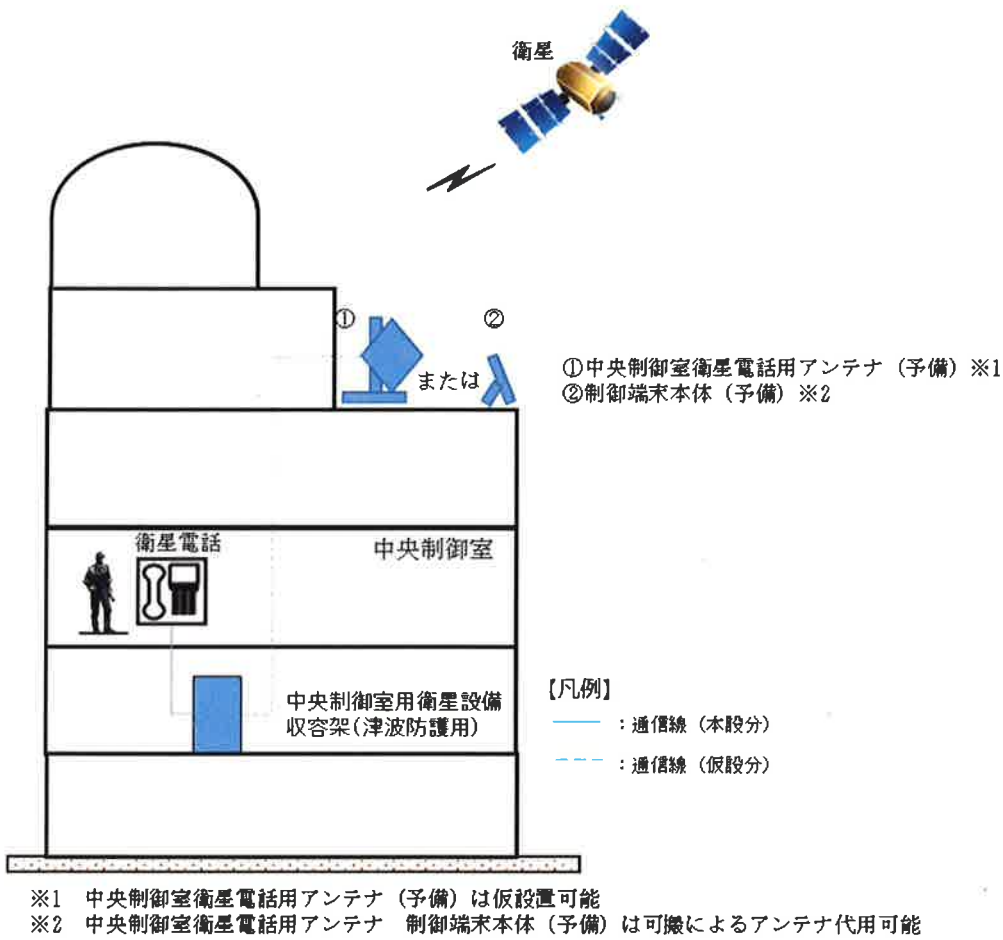 衛星
①
②
または
①中央制御室衛星電話用アンテナ（予備）※1
②制御端末本体（予備）※2
衛星電話
中央制御室
中央制御室用衛星設備
収容架(津波防護用)
【凡例】
：通信線（本設分）
：通信線（仮設分）
※1 中央制御室衛星電話用アンテナ（予備）は仮設置可能
※2 中央制御室衛星電話用アンテナ 制御端末本体（予備）は可搬によるアンテナ代用可能